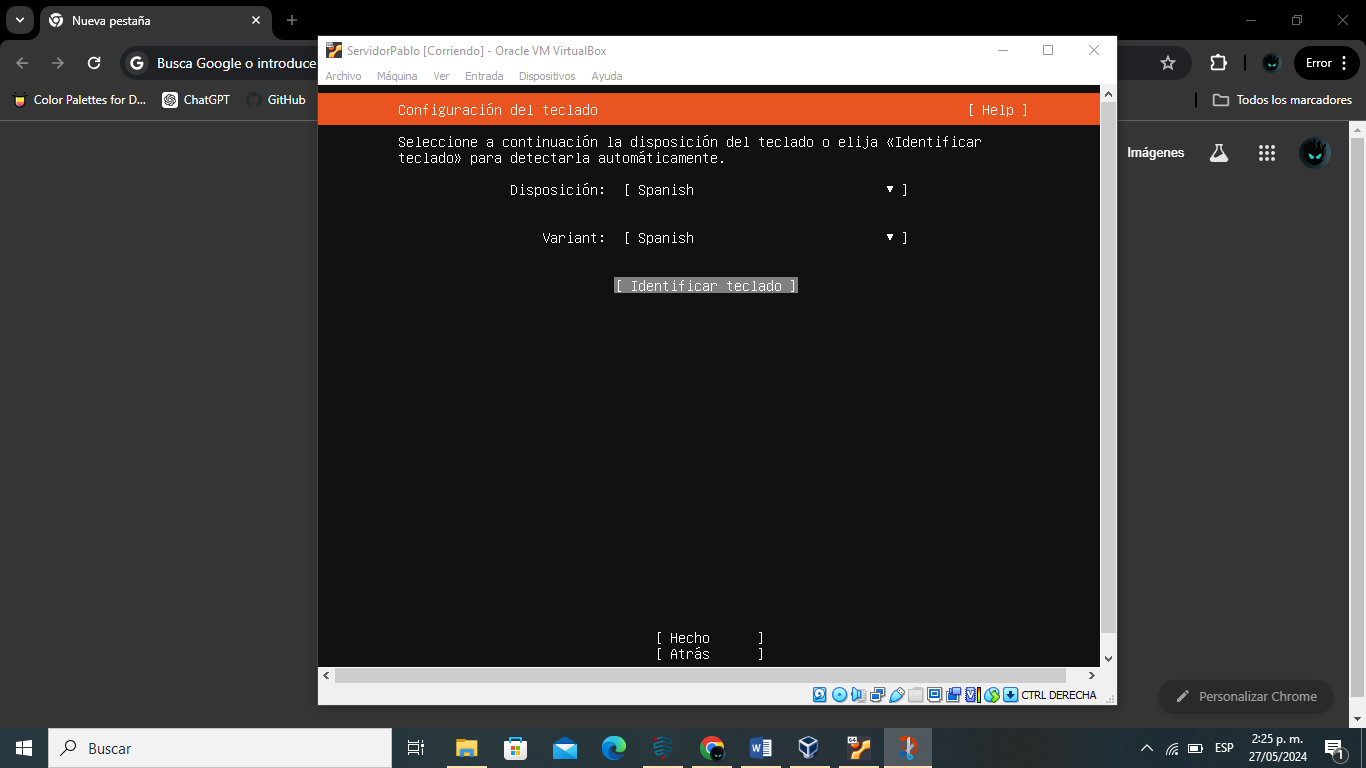 Nueva pestaña
Busca Google o introduce
Error
Color Palettes for D...
ChatGPT
GitHub
Todos los marcadores
Imágenes
ServidorPablo [Corriendo] - Oracle VM VirtualBox
Archivo Máquina Ver Entrada Dispositivos Ayuda
Configuración del teclado [ Help ]
Seleccione a continuación la disposición del teclado o elija «Identificar
teclado» para detectarla automáticamente.
Disposición: [ Spanish ▼ ]
Variant: [ Spanish ▼ ]
[ Identificar teclado ]
[ Hecho ]
[ Atrás ]
CTRL DERECHA
Personalizar Chrome
Buscar
ESP
2:25 p. m.
27/05/2024
1